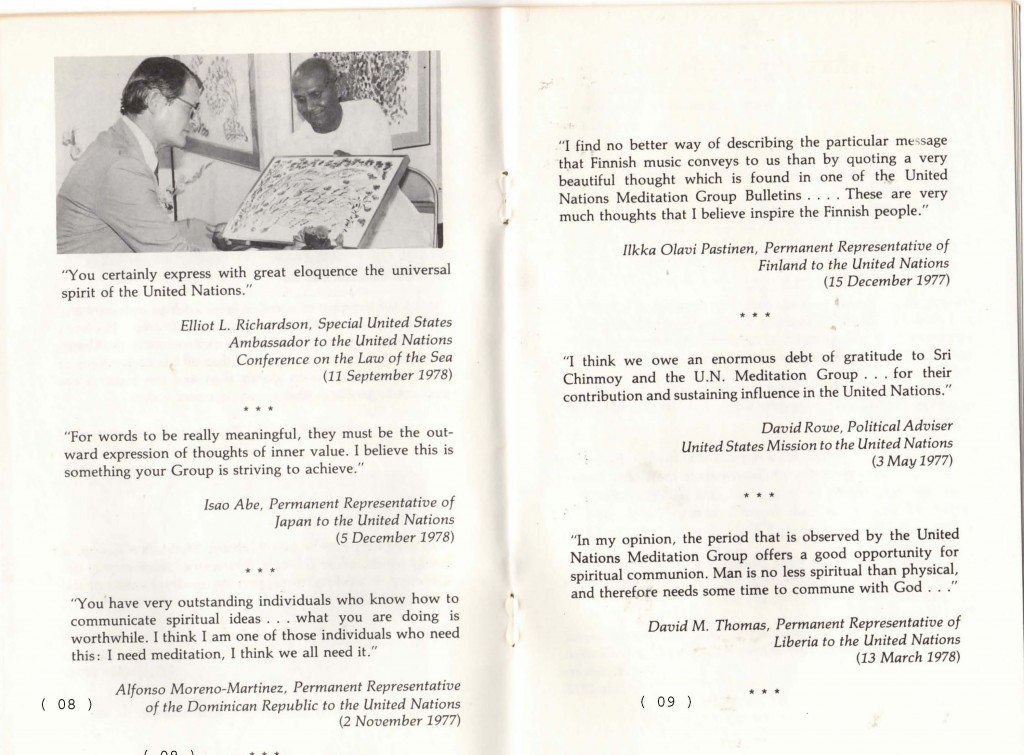 "You certainly express with great eloquence the universal
spirit of the United Nations."
Elliot L. Richardson, Special United States
Ambassador to the United Nations
Conference on the Law of the Sea
(11 September 1978)
* * *
"For words to be really meaningful, they must be the out-
ward expression of thoughts of inner value. I believe this is
something your Group is striving to achieve."
Isao Abe, Permanent Representative of
Japan to the United Nations
(5 December 1978)
* * *
"You have very outstanding individuals who know how to
communicate spiritual ideas . . . what you are doing is
worthwhile. I think I am one of those individuals who need
this: I need meditation, I think we all need it."
Alfonso Moreno-Martinez, Permanent Representative
of the Dominican Republic to the United Nations
(2 November 1977)
( 08 )
( 08 )
* * *
"I find no better way of describing the particular message
that Finnish music conveys to us than by quoting a very
beautiful thought which is found in one of the United
Nations Meditation Group Bulletins . . . . These are very
much thoughts that I believe inspire the Finnish people."
Ilkka Olavi Pastinen, Permanent Representative of
Finland to the United Nations
(15 December 1977)
* * *
"I think we owe an enormous debt of gratitude to Sri
Chinmoy and the U.N. Meditation Group . . . for their
contribution and sustaining influence in the United Nations."
David Rowe, Political Adviser
United States Mission to the United Nations
(3 May 1977)
* * *
"In my opinion, the period that is observed by the United
Nations Meditation Group offers a good opportunity for
spiritual communion. Man is no less spiritual than physical,
and therefore needs some time to commune with God . . ."
David M. Thomas, Permanent Representative of
Liberia to the United Nations
(13 March 1978)
* * *
( 09 )